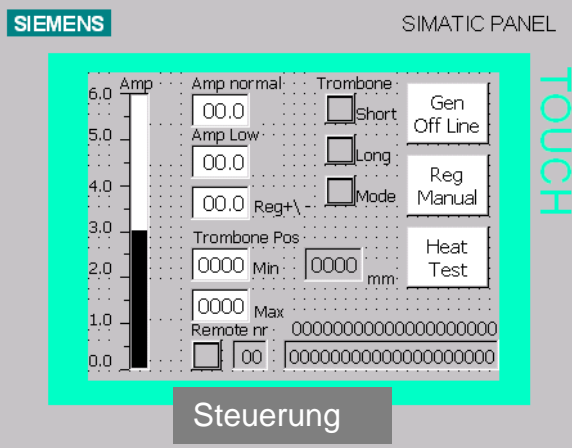 SIEMENS
SIMATIC PANEL
TOUCH
Amp
6.0
5.0
4.0
3.0
2.0
1.0
0.0
Amp normal
00.0
Amp Low
00.0
00.0 Reg+\ -
Trombone
Short
Long
Mode
Gen
Off Line
Reg
Manual
Heat
Test
Trombone Pos
0000 Min 0000 mm
0000 Max
Remote nr 00000000000000000000
00 00000000000000000000
Steuerung